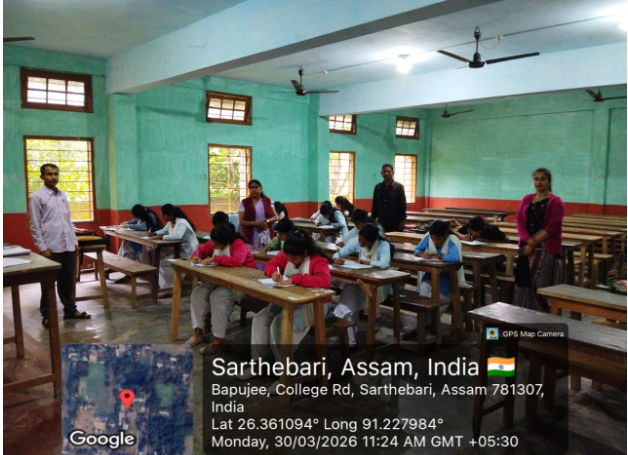 GPS Map Camera
Sarthebari, Assam, India 🇮🇳
Bapujee, College Rd, Sarthebari, Assam 781307,
India
Lat 26.361094° Long 91.227984°
Monday, 30/03/2026 11:24 AM GMT +05:30
Google